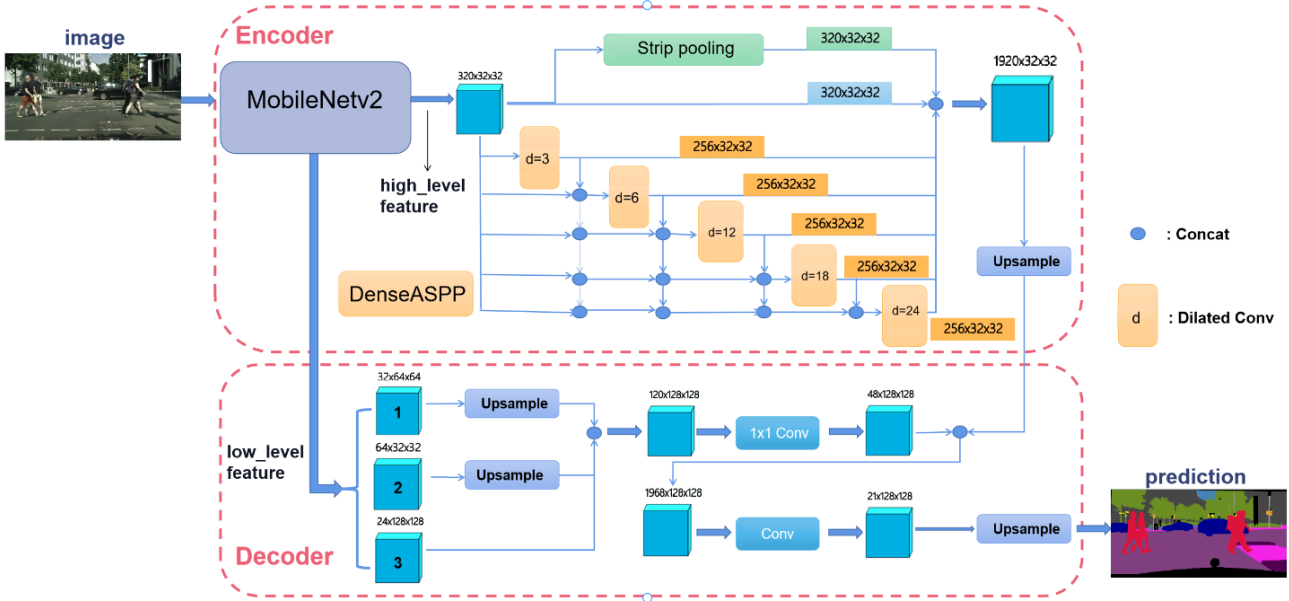 image
Encoder
MobileNetv2
320x32x32
Strip pooling
320x32x32
320x32x32
1920x32x32
high_level
feature
d=3
256x32x32
d=6
256x32x32
d=12
256x32x32
d=18
256x32x32
d=24
256x32x32
DenseASPP
Upsample
: Concat
d
: Dilated Conv
low_level
feature
32x64x64
1
Upsample
64x32x32
2
Upsample
24x128x128
3
120x128x128
1x1 Conv
48x128x128
1968x128x128
Conv
21x128x128
Upsample
Decoder
prediction